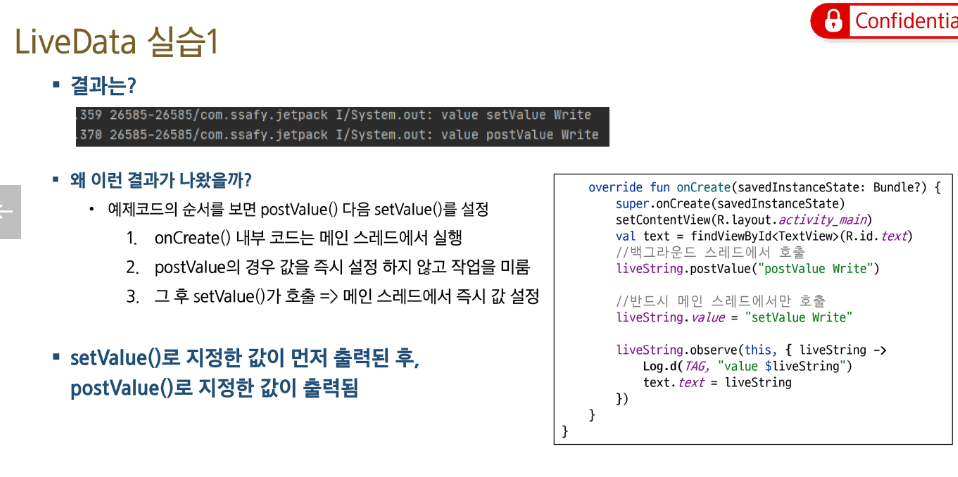 Confidentia
LiveData 실습1
결과는?
.359 26585-26585/com.ssafy.jetpack I/System.out: value setValue Write
.370 26585-26585/com.ssafy.jetpack I/System.out: value postValue Write
왜 이런 결과가 나왔을까?
• 예제코드의 순서를 보면 postValue() 다음 setValue()를 설정
1. onCreate() 내부 코드는 메인 스레드에서 실행
2. postValue의 경우 값을 즉시 설정 하지 않고 작업을 미룸
3. 그 후 setValue()가 호출 => 메인 스레드에서 즉시 값 설정
setValue()로 지정한 값이 먼저 출력된 후,
postValue()로 지정한 값이 출력됨
override fun onCreate(savedInstanceState: Bundle?) {
super.onCreate(savedInstanceState)
setContentView(R.layout.activity_main)
val text = findViewById<TextView>(R.id.text)
//백그라운드 스레드에서 호출
liveString.postValue("postValue Write")
//반드시 메인 스레드에서만 호출
liveString.value = "setValue Write"
liveString.observe(this, { liveString ->
Log.d(TAG, "value $liveString")
text.text = liveString
})
}
}